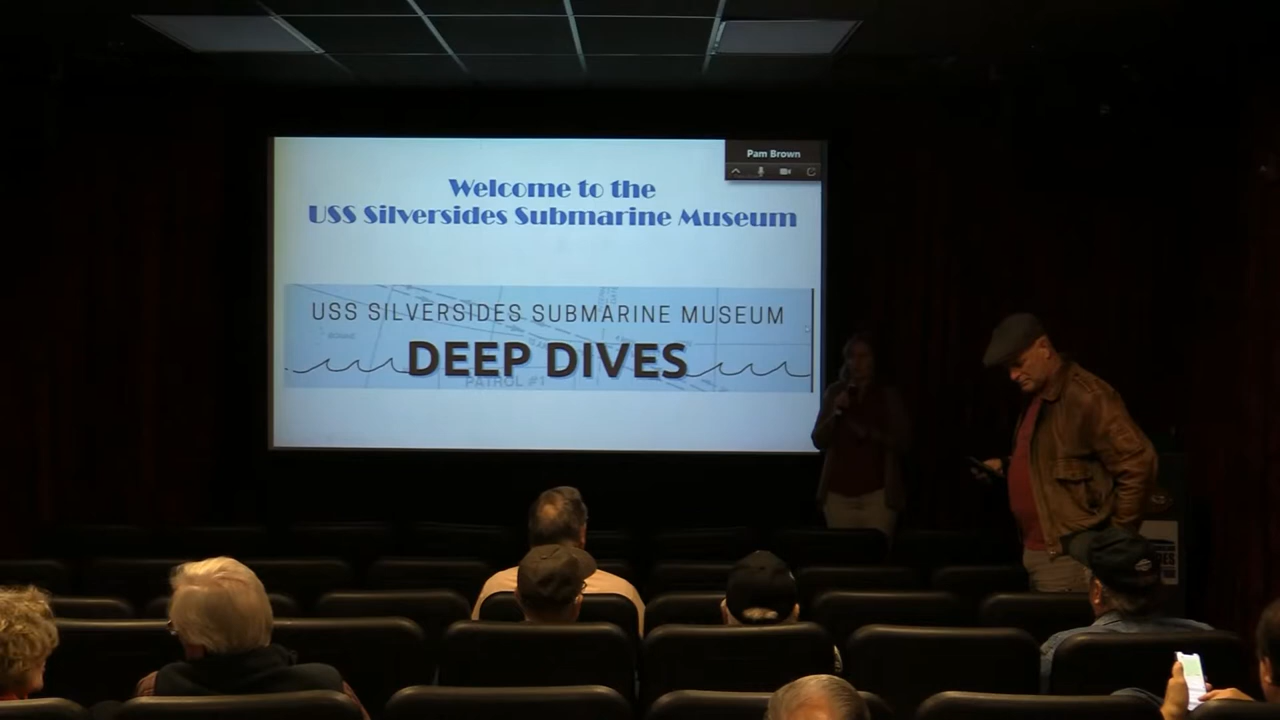 Pam Brown
Welcome to the
USS Silversides Submarine Museum
USS SILVERSIDES SUBMARINE MUSEUM
DEEP DIVES
PATROL #1